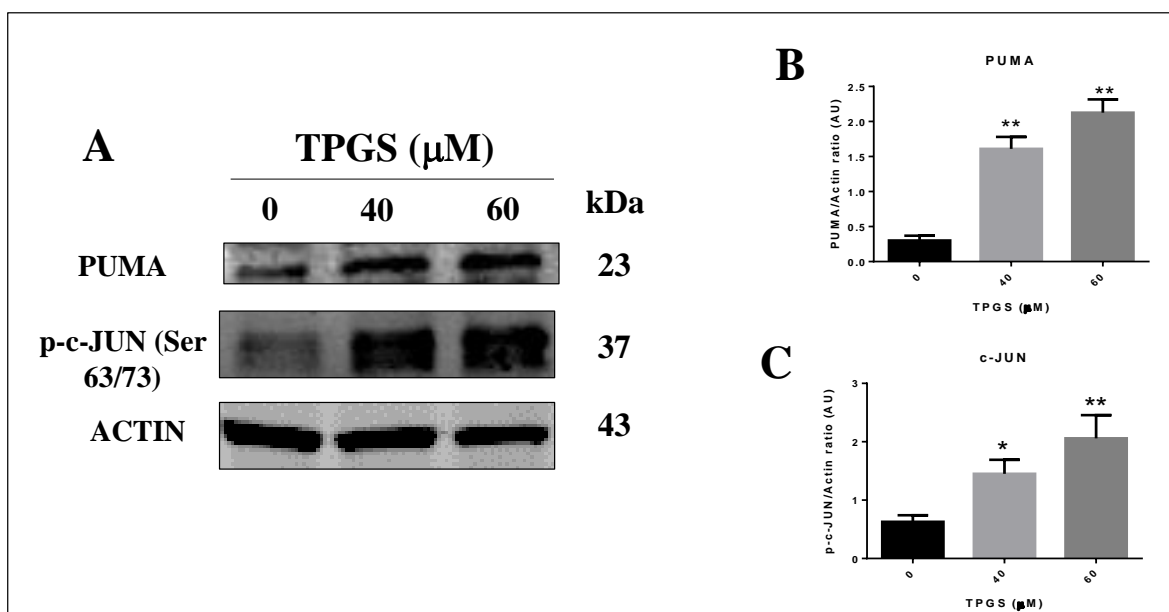 A
TPGS (μM)
0 40 60 kDa
PUMA 23
p-c-JUN (Ser
63/73) 37
ACTIN 43
B
PUMA
PUMA/Actin ratio (AU)
2.5
2.0
1.5
1.0
0.5
0.0
** **
0 40 60
TPGS (μM)
C
c-JUN
p-c-JUN/Actin ratio (AU)
3
2
1
0
* **
0 40 60
TPGS (μM)